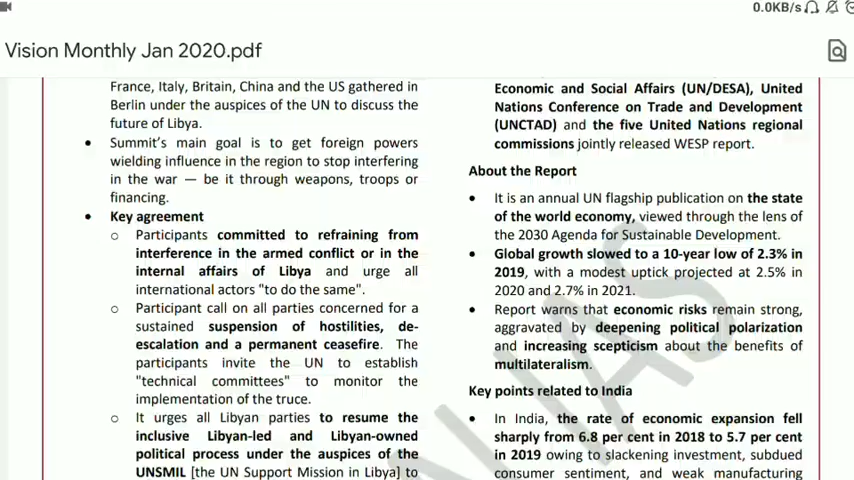 0.0KB/s
Vision Monthly Jan 2020.pdf
France, Italy, Britain, China and the US gathered in
Berlin under the auspices of the UN to discuss the
future of Libya.
• Summit's main goal is to get foreign powers
wielding influence in the region to stop interfering
in the war — be it through weapons, troops or
financing.
• Key agreement
o Participants committed to refraining from
interference in the armed conflict or in the
internal affairs of Libya and urge all
international actors "to do the same".
o Participant call on all parties concerned for a
sustained suspension of hostilities, de-
escalation and a permanent ceasefire. The
participants invite the UN to establish
"technical committees" to monitor the
implementation of the truce.
o It urges all Libyan parties to resume the
inclusive Libyan-led and Libyan-owned
political process under the auspices of the
UNSMIL [the UN Support Mission in Libya] to
Economic and Social Affairs (UN/DESA), United
Nations Conference on Trade and Development
(UNCTAD) and the five United Nations regional
commissions jointly released WESP report.
About the Report
• It is an annual UN flagship publication on the state
of the world economy, viewed through the lens of
the 2030 Agenda for Sustainable Development.
• Global growth slowed to a 10-year low of 2.3% in
2019, with a modest uptick projected at 2.5% in
2020 and 2.7% in 2021.
• Report warns that economic risks remain strong,
aggravated by deepening political polarization
and increasing scepticism about the benefits of
multilateralism.
Key points related to India
• In India, the rate of economic expansion fell
sharply from 6.8 per cent in 2018 to 5.7 per cent
in 2019 owing to slackening investment, subdued
consumer sentiment, and weak manufacturing